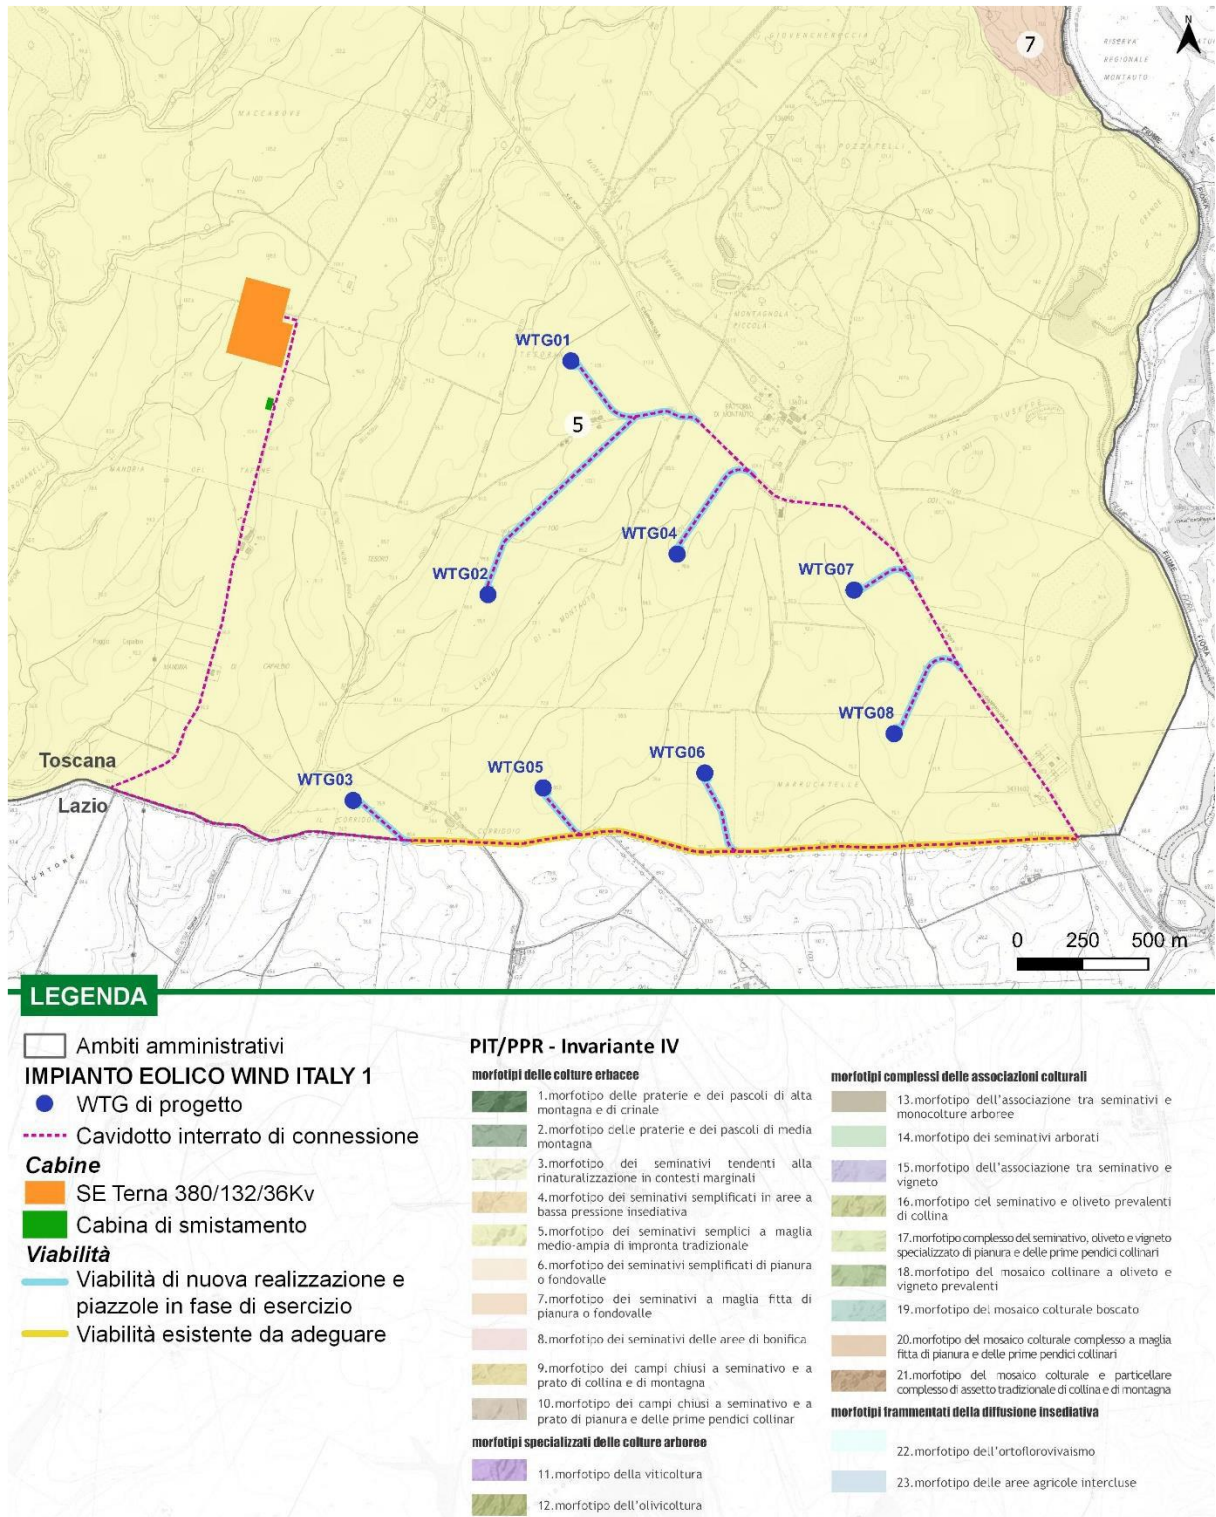 N
7
RISERVA
REGIONALE
MONTAUTO
MACCABOVE
POZZATELLI
MONTAGNOLA
PICCOLA
WTG01
5
FATTORIA
DI MONTAUTO
WTG04
WTG02
WTG07
WTG08
WTG06
WTG05
WTG03
MARRUCATELLE
Toscana
Lazio
PUNTORE
0 250 500 m
LEGENDA
Ambiti amministrativi
IMPIANTO EOLICO WIND ITALY 1
WTG di progetto
Cavidotto interrato di connessione
Cabine
SE Terna 380/132/36Kv
Cabina di smistamento
Viabilità
Viabilità di nuova realizzazione e
piazzole in fase di esercizio
Viabilità esistente da adeguare
PIT/PPR - Invariante IV
morfotipi delle colture erbacee
1.morfotipo delle praterie e dei pascoli di alta
montagna e di crinale
2.morfotipo delle praterie e dei pascoli di media
montagna
3.morfotipo dei seminativi tendenti alla
rinaturalizzazione in contesti marginali
4.morfotipo dei seminativi semplificati in aree a
bassa pressione insediativa
5.morfotipo dei seminativi semplici a maglia
medio-ampia di impronta tradizionale
6.morfotipo dei seminativi semplificati di pianura
o fondovalle
7.morfotipo dei seminativi a maglia fitta di
pianura o fondovalle
8.morfotipo dei seminativi delle aree di bonifica
9.morfotipo dei campi chiusi a seminativo e a
prato di collina e di montagna
10.morfotipo dei campi chiusi a seminativo e a
prato di pianura e delle prime pendici collinar
morfotipi specializzati delle colture arboree
11.morfotipo della viticoltura
12.morfotipo dell'olivicoltura
morfotipi complessi delle associazioni colturali
13.morfotipo dell'associazione tra seminativi e
monocolture arboree
14.morfotipo dei seminativi arborati
15.morfotipo dell'associazione tra seminativo e
vigneto
16.morfotipo del seminativo e oliveto prevalenti
di collina
17.morfotipo complesso del seminativo, oliveto e vigneto
specializzato di pianura e delle prime pendici collinari
18.morfotipo del mosaico collinare a oliveto e
vigneto prevalenti
19.morfotipo del mosaico colturale boscato
20.morfotipo del mosaico colturale complesso a maglia
fitta di pianura e delle prime pendici collinari
21.morfotipo del mosaico colturale e particellare
complesso di assetto tradizionale di collina e di montagna
morfotipi frammentati della diffusione insediativa
22.morfotipo dell'ortoflorovivaismo
23.morfotipo delle aree agricole intercluse